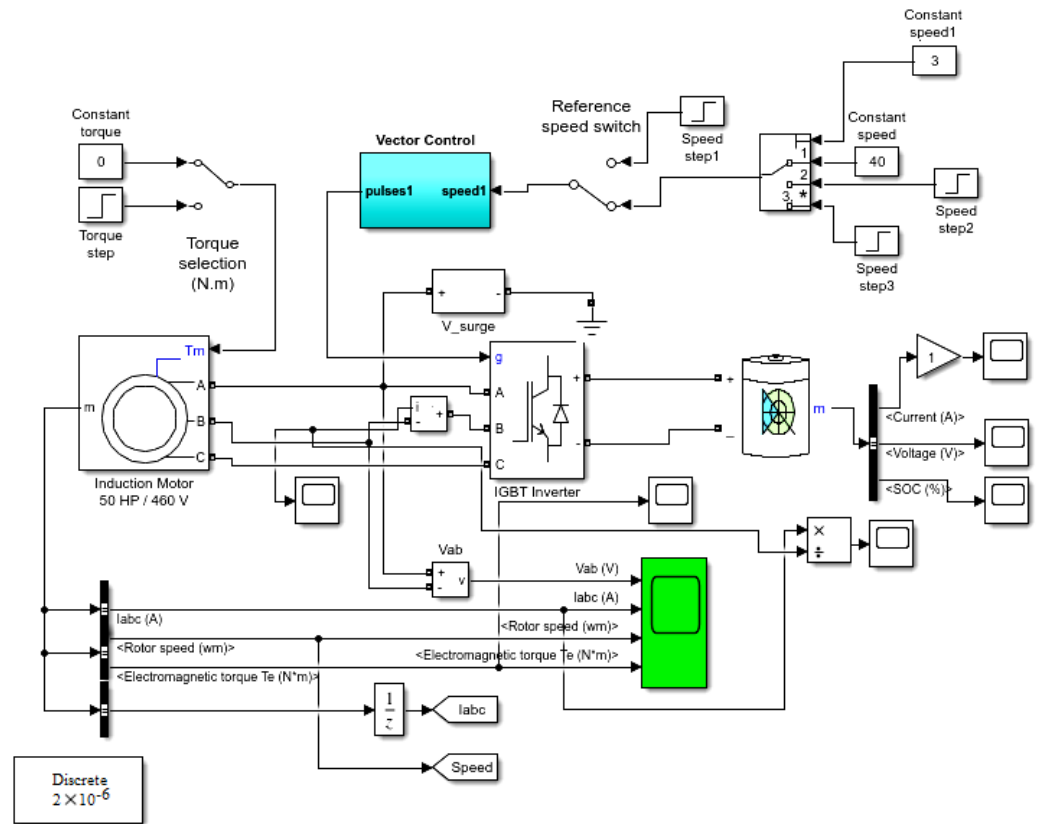 Constant
speed1
3
Constant
torque
0
Torque
step
Torque
selection
(N.m)
Vector Control
pulses1
speed1
Reference
speed switch
Speed
step1
Constant
speed
40
1
2
3
*
Speed
step2
Speed
step3
+
-
V_surge
Tm
m
A
B
C
Induction Motor
50 HP / 460 V
i
+
-
g
A
B
C
+
-
IGBT Inverter
+
_
m
1
<Current (A)>
<Voltage (V)>
<SOC (%)>
×
÷
Vab
+
-
v
Vab (V)
Iabc (A)
<Rotor speed (wm)>
<Electromagnetic torque Te (N*m)>
Iabc (A)
<Rotor speed (wm)>
<Electromagnetic torque Te (N*m)>
1
z
Iabc
Speed
Discrete
2×10-6